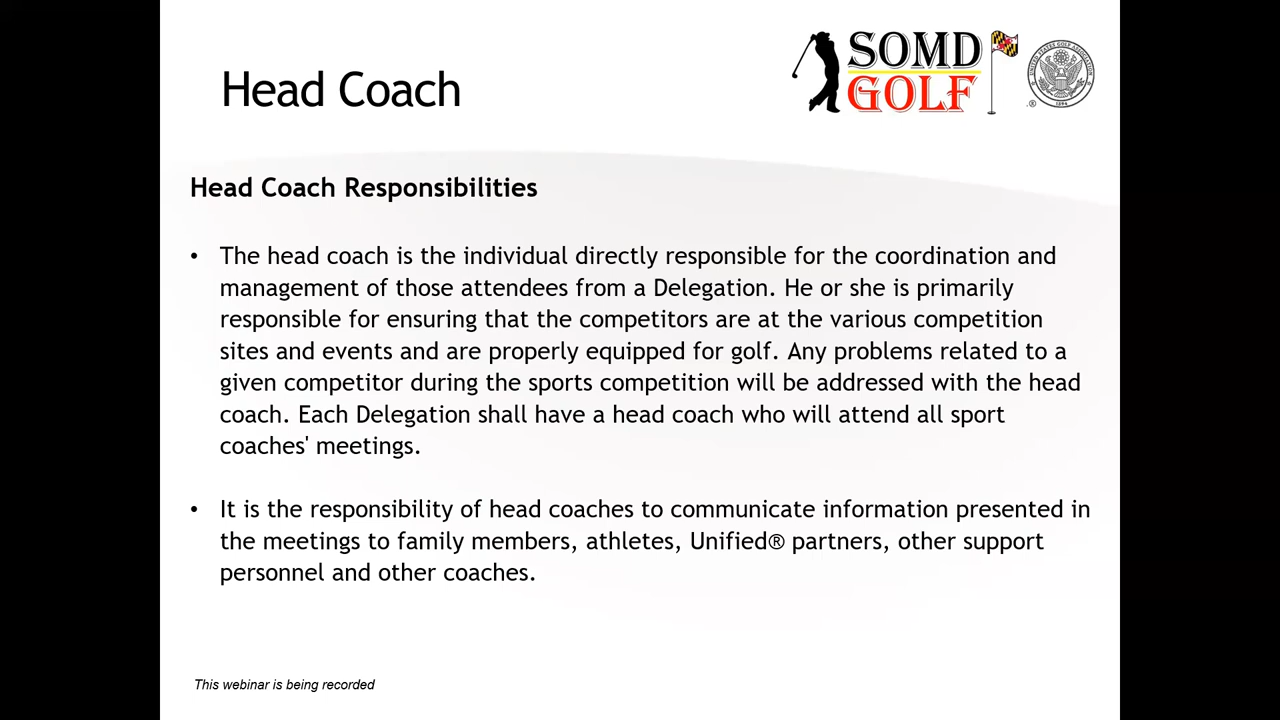 SOMD
GOLF
UNITED STATES GOLF ASSOCIATION
1894
®
Head Coach
Head Coach Responsibilities
• The head coach is the individual directly responsible for the coordination and
management of those attendees from a Delegation. He or she is primarily
responsible for ensuring that the competitors are at the various competition
sites and events and are properly equipped for golf. Any problems related to a
given competitor during the sports competition will be addressed with the head
coach. Each Delegation shall have a head coach who will attend all sport
coaches' meetings.
• It is the responsibility of head coaches to communicate information presented in
the meetings to family members, athletes, Unified® partners, other support
personnel and other coaches.
This webinar is being recorded